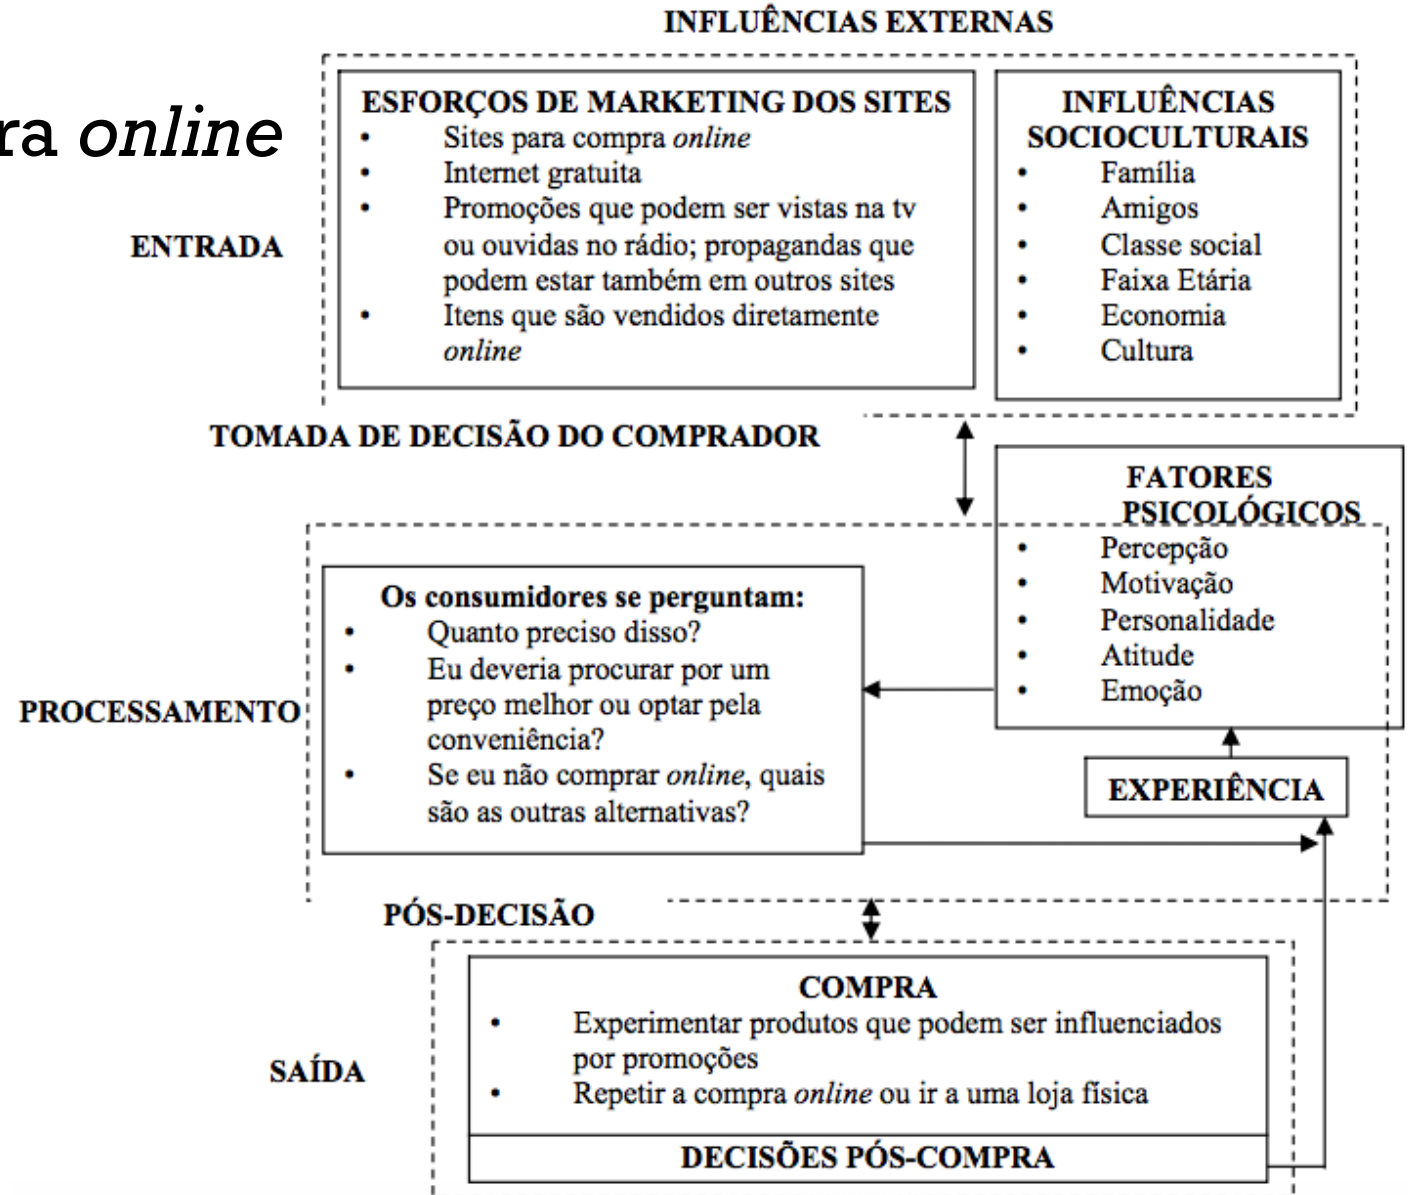 INFLUÊNCIAS EXTERNAS
online
ENTRADA
ESFORÇOS DE MARKETING DOS SITES
• Sites para compra online
• Internet gratuita
• Promoções que podem ser vistas na tv
ou ouvidas no rádio; propagandas que
podem estar também em outros sites
• Itens que são vendidos diretamente
online
INFLUÊNCIAS
SOCIOCULTURAIS
• Família
• Amigos
• Classe social
• Faixa Etária
• Economia
• Cultura
TOMADA DE DECISÃO DO COMPRADOR
PROCESSAMENTO
Os consumidores se perguntam:
• Quanto preciso disso?
• Eu deveria procurar por um
preço melhor ou optar pela
conveniência?
• Se eu não comprar online, quais
são as outras alternativas?
FATORES
PSICOLÓGICOS
• Percepção
• Motivação
• Personalidade
• Atitude
• Emoção
EXPERIÊNCIA
PÓS-DECISÃO
SAÍDA
COMPRA
• Experimentar produtos que podem ser influenciados
por promoções
• Repetir a compra online ou ir a uma loja física
DECISÕES PÓS-COMPRA